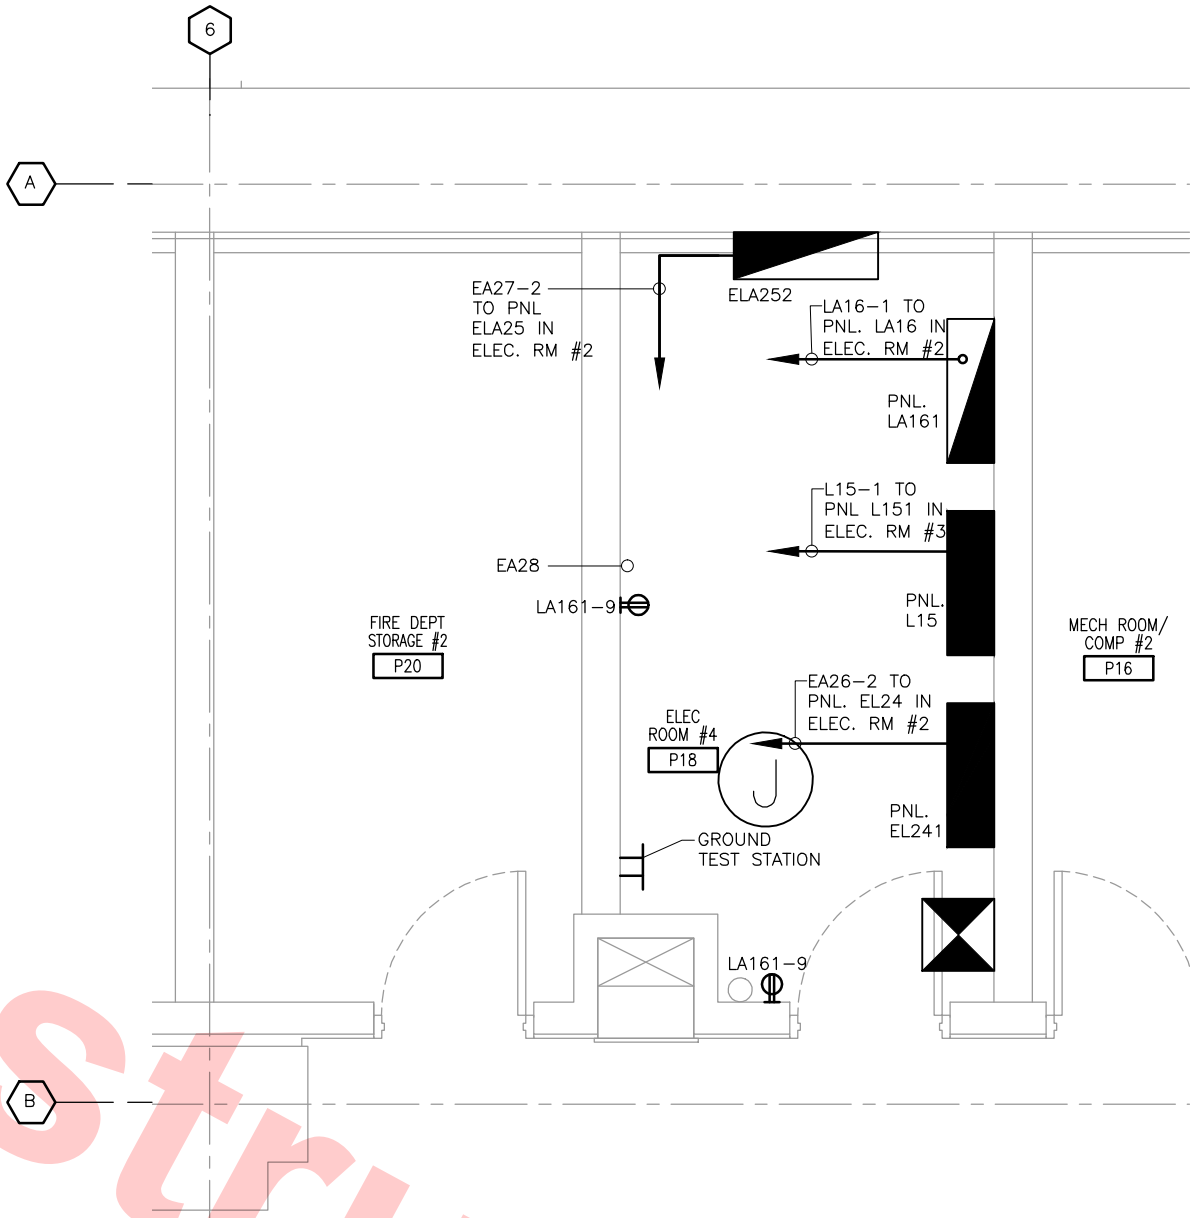 6
A
EA27-2
TO PNL
ELA25 IN
ELEC. RM #2
ELA252
LA16-1 TO
PNL. LA16 IN
ELEC. RM #2
PNL.
LA161
L15-1 TO
PNL L151 IN
ELEC. RM #3
EA28
LA161-9
PNL.
L15
FIRE DEPT
STORAGE #2
P20
MECH ROOM/
COMP #2
P16
EA26-2 TO
PNL. EL24 IN
ELEC. RM #2
ELEC
ROOM #4
P18
J
PNL.
EL241
GROUND
TEST STATION
LA161-9
B
stru